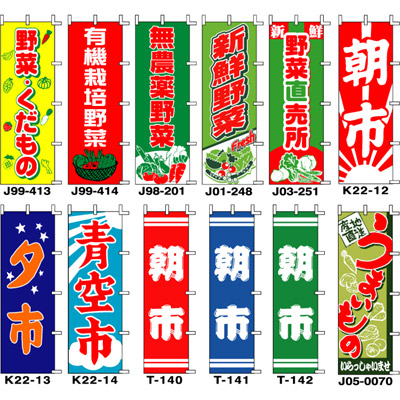 野菜・くだもの
有機栽培野菜
無農薬野菜
新鮮野菜
Fresh
新鮮
野菜直売所
朝市
J99-413
J99-414
J98-201
J01-248
J03-251
K22-12
夕市
青空市
朝市
朝市
朝市
産地直送
うまいもの
いらっしゃいませ
K22-13
K22-14
T-140
T-141
T-142
J05-0070